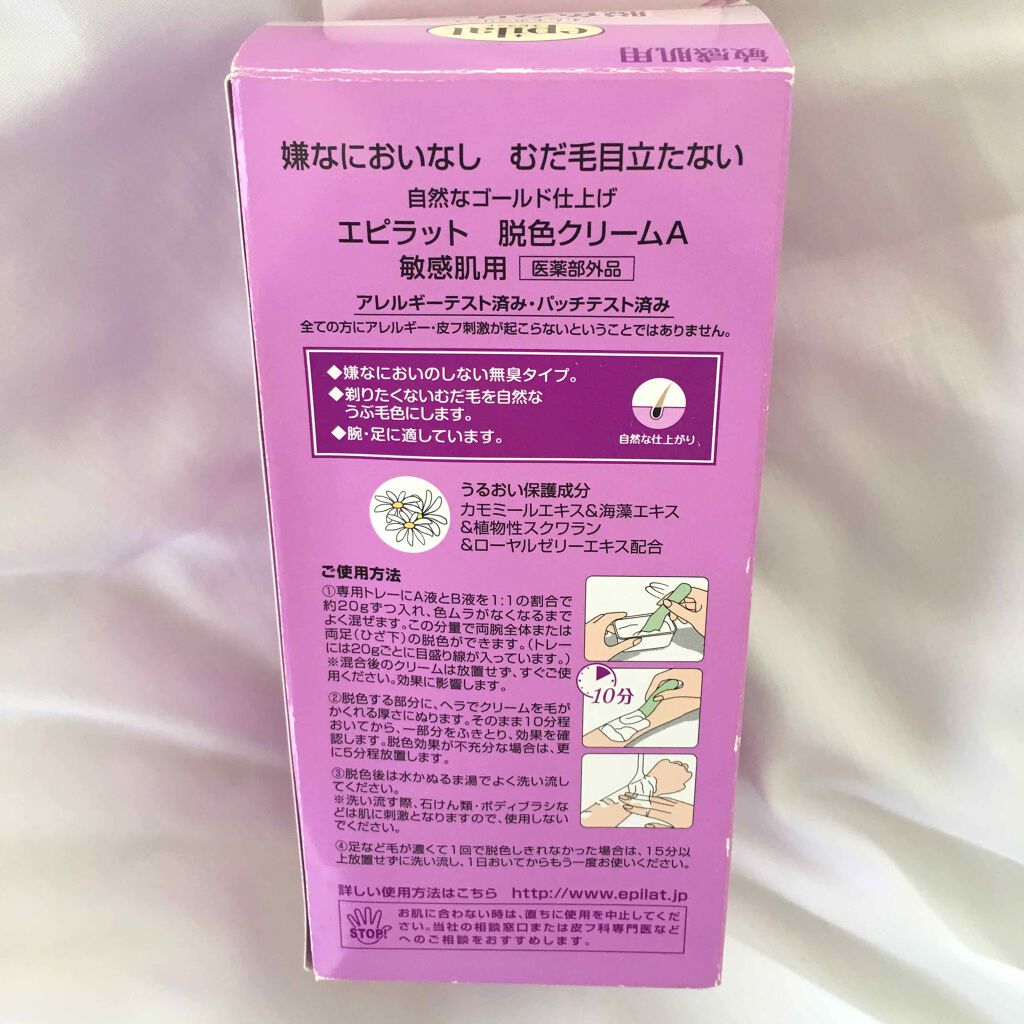 epilat
敏感肌用
嫌なにおいなし むだ毛目立たない
自然なゴールド仕上げ
エピラット 脱色クリームA
敏感肌用 医薬部外品
アレルギーテスト済み・パッチテスト済み
全ての方にアレルギー・皮フ刺激が起こらないということではありません。
◆嫌なにおいのしない無臭タイプ。
◆剃りたくないむだ毛を自然な
うぶ毛色にします。
◆腕・足に適しています。
自然な仕上がり
うるおい保護成分
カモミールエキス&海藻エキス
&植物性スクワラン
&ローヤルゼリーエキス配合
ご使用方法
①専用トレーにA液とB液を1:1の割合で
約20gずつ入れ、色ムラがなくなるまで
よく混ぜます。この分量で両腕全体または
両足(ひざ下)の脱色ができます。(トレー
には20gごとに目盛り線が入っています。)
※混合後のクリームは放置せず、すぐご使
用ください。効果に影響します。
10分
②脱色する部分に、ヘラでクリームを毛が
かくれる厚さにぬります。そのまま10分程
おいてから、一部分をふきとり、効果を確
認します。脱色効果が不充分な場合は、更
に5分程放置します。
③脱色後は水かぬるま湯でよく洗い流し
てください。
※洗い流す際、石けん類・ボディブラシな
どは肌に刺激となりますので、使用しない
でください。
④足など毛が濃くて1回で脱色しきれなかった場合は、15分以
上放置せずに洗い流し、1日おいてからもう一度お使いください。
詳しい使用方法はこちら http://www.epilat.jp
STOP!
お肌に合わない時は、直ちに使用を中止してくだ
さい。当社の相談窓口または皮フ科専門医など
へのご相談をおすすめします。